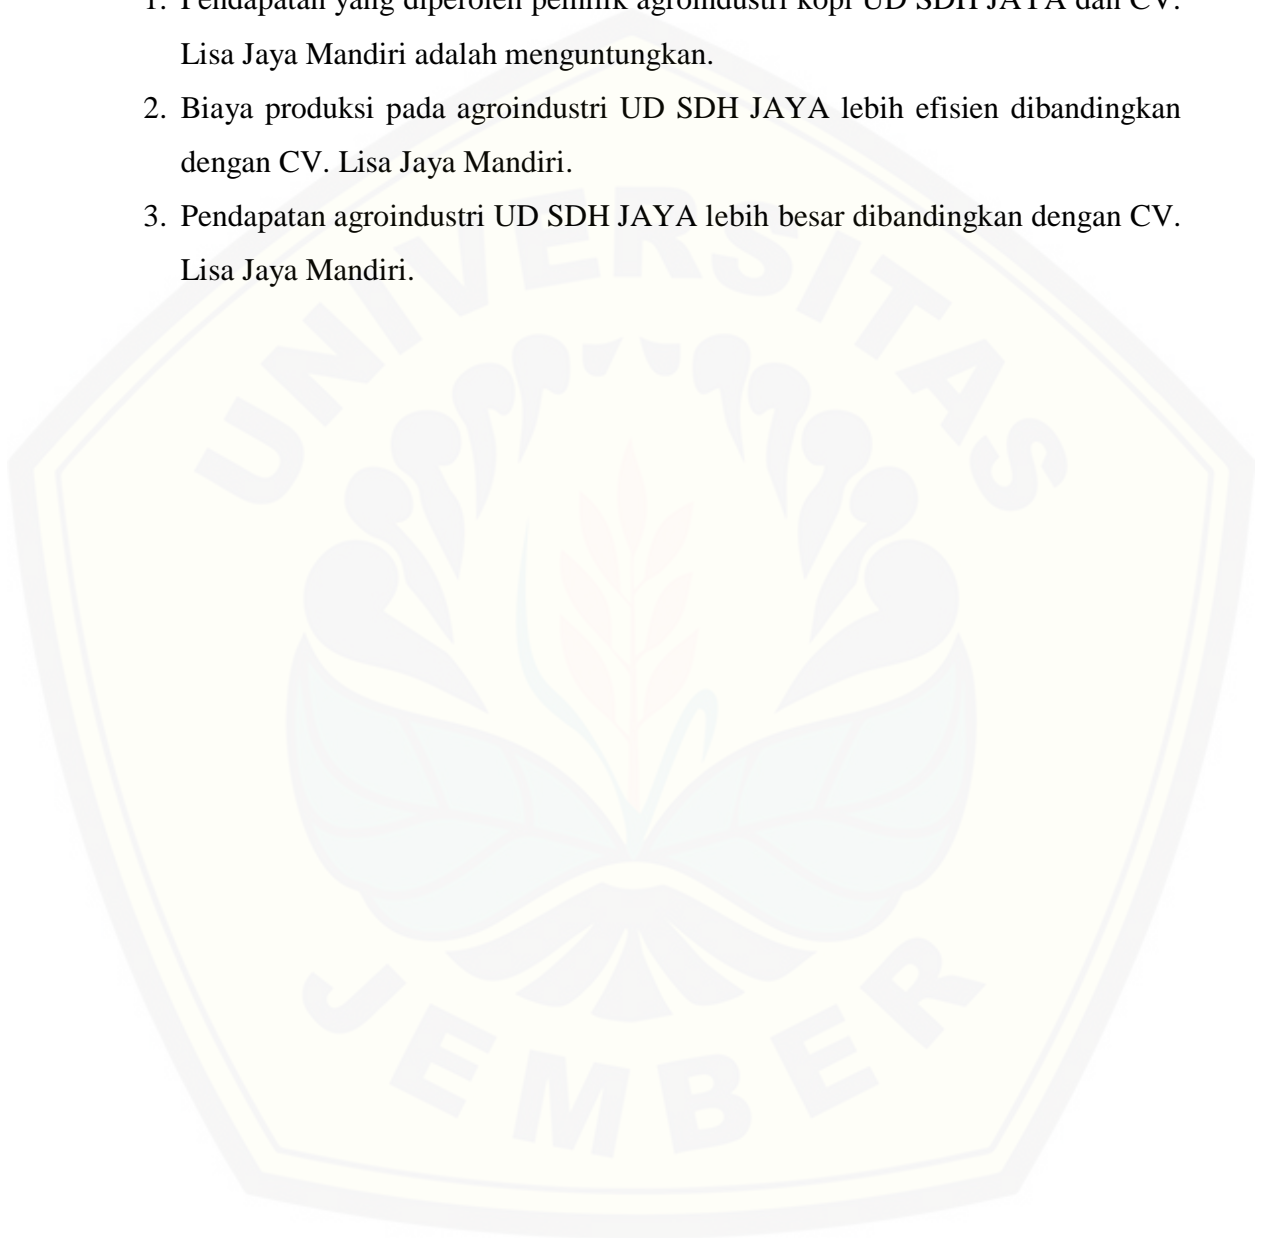 1. Pendapatan yang diperoleh pemilik agroindustri kopi UD SDH JAYA dan CV.
Lisa Jaya Mandiri adalah menguntungkan.
2. Biaya produksi pada agroindustri UD SDH JAYA lebih efisien dibandingkan
dengan CV. Lisa Jaya Mandiri.
3. Pendapatan agroindustri UD SDH JAYA lebih besar dibandingkan dengan CV.
Lisa Jaya Mandiri.
UNIVERSITAS
JEMBER